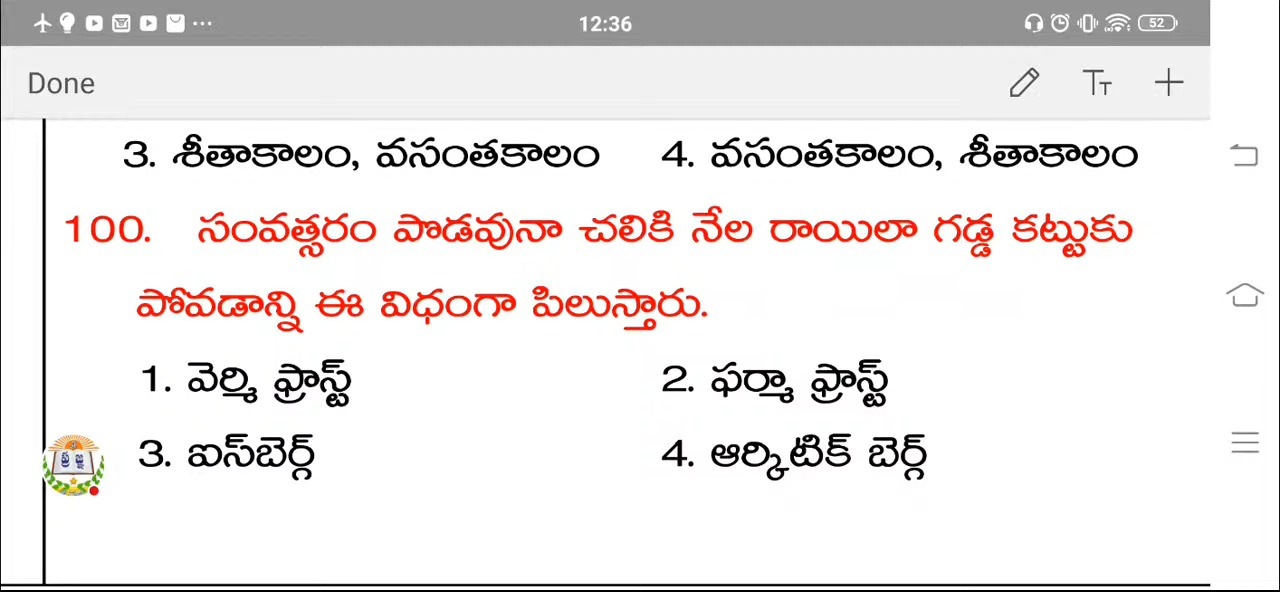 12:36
52
Done
3. శీతాకాలం, వసంతకాలం 4. వసంతకాలం, శీతాకాలం
100. సంవత్సరం పొడవునా చలికి నేల రాయిలా గడ్డ కట్టుకు
పోవడాన్ని ఈ విధంగా పిలుస్తారు.
1. వెర్మి ఫ్రాస్ట్ 2. ఫర్మా ఫ్రాస్ట్
3. ఐస్‌బెర్గ్ 4. ఆర్కిటిక్ బెర్గ్